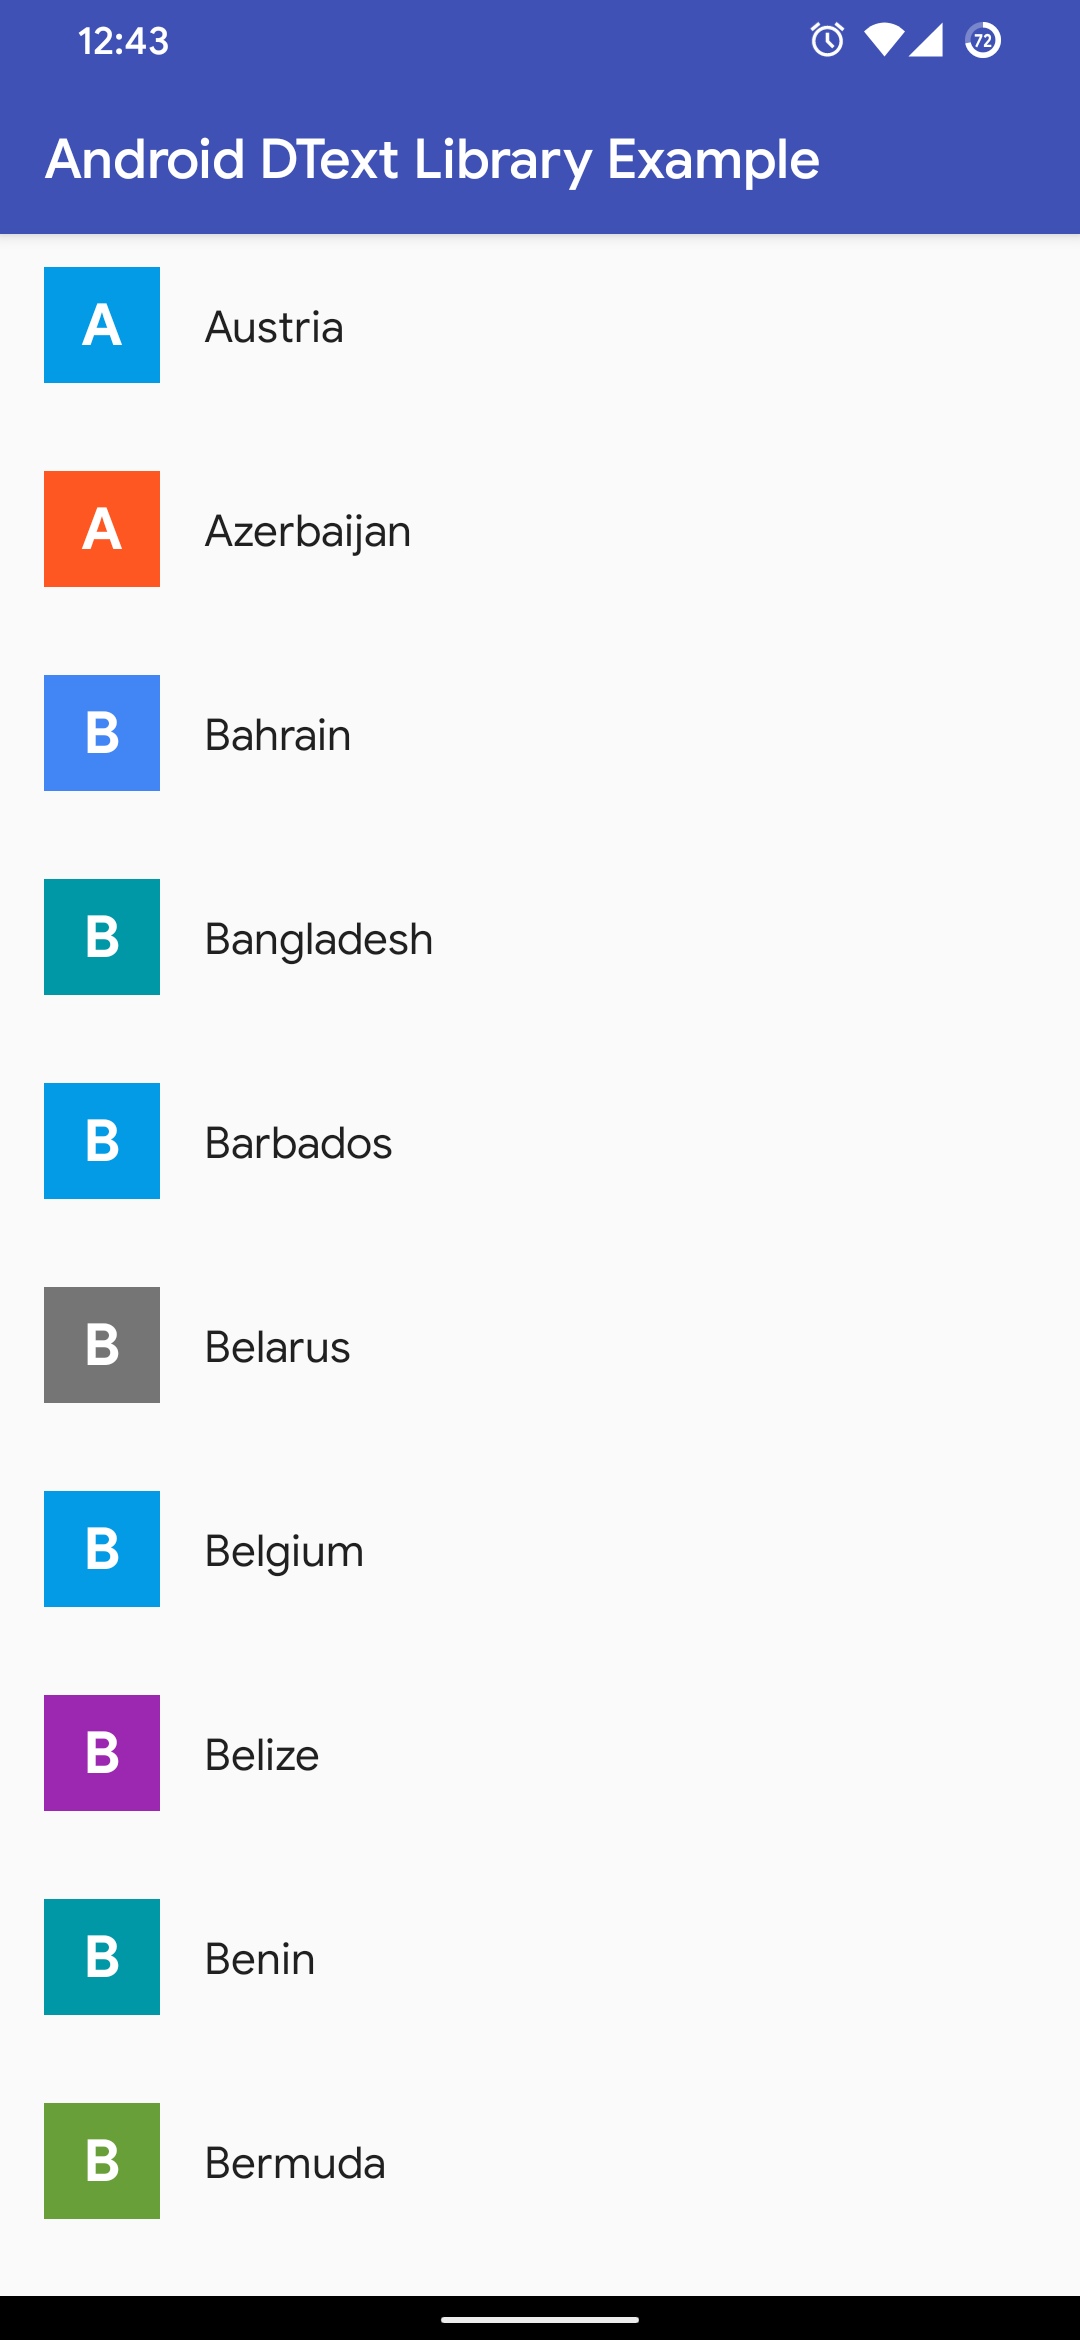 12:43
72
Android DText Library Example
A Austria
A Azerbaijan
B Bahrain
B Bangladesh
B Barbados
B Belarus
B Belgium
B Belize
B Benin
B Bermuda